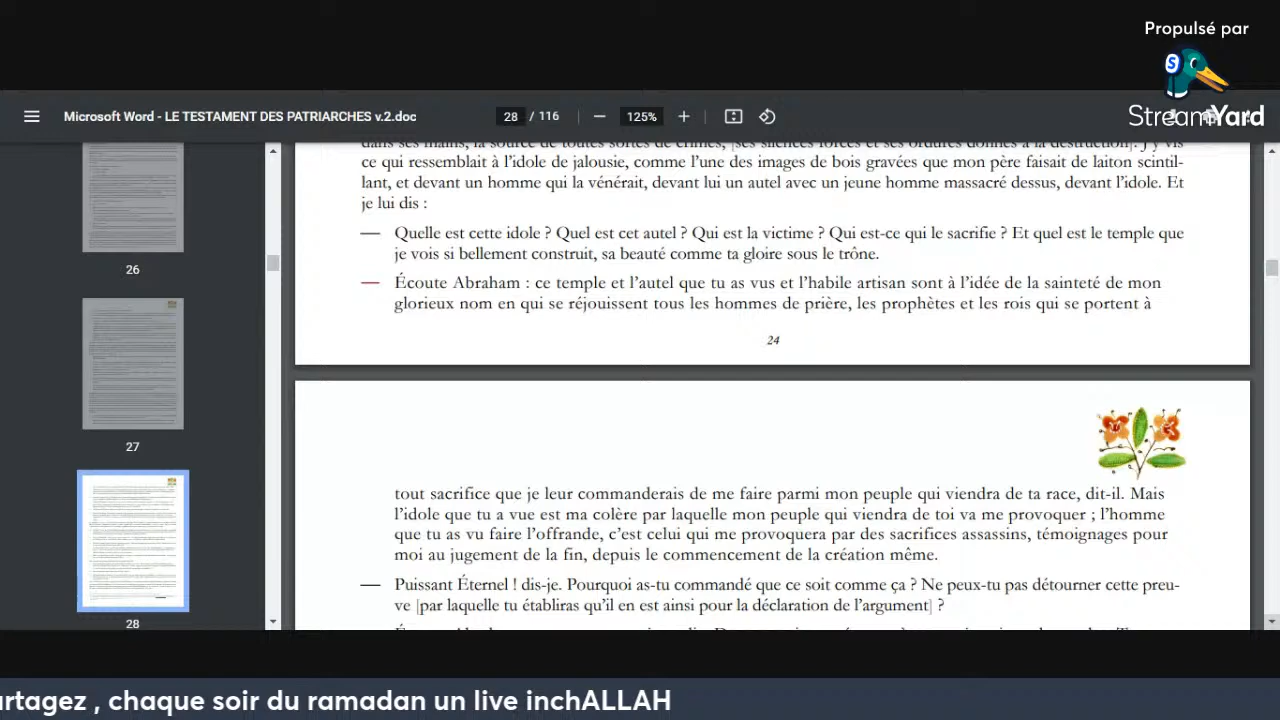 Propulsé par
StreamYard
Microsoft Word - LE TESTAMENT DES PATRIARCHES v.2.doc
28 / 116
125%
ce qui ressemblait à l’idole de jalousie, comme l’une des images de bois gravées que mon père faisait de laiton scintil-
lant, et devant un homme qui la vénérait, devant lui un autel avec un jeune homme massacré dessus, devant l’idole. Et
je lui dis :
— Quelle est cette idole ? Quel est cet autel ? Qui est la victime ? Qui est-ce qui le sacrifie ? Et quel est le temple que
je vois si bellement construit, sa beauté comme ta gloire sous le trône.
— Écoute Abraham : ce temple et l’autel que tu as vus et l’habile artisan sont à l’idée de la sainteté de mon
glorieux nom en qui se réjouissent tous les hommes de prière, les prophètes et les rois qui se portent à
24
tout sacrifice que je leur commanderais de me faire parmi mon peuple qui viendra de ta race, dit-il. Mais
l’idole que tu a vue est ma colère par laquelle mon peuple qui viendra de toi va me provoquer ; l’homme
que tu as vu faire l’offrande, c’est celui qui me provoquera par des sacrifices assassins, témoignages pour
moi au jugement de la fin, depuis le commencement de la création même.
— Puissant Éternel ! dis-je. Pourquoi as-tu commandé que ce soit comme ça ? Ne peux-tu pas détourner cette preu-
ve [par laquelle tu établiras qu’il en est ainsi pour la déclaration de l’argument] ?
26
27
28
artagez , chaque soir du ramadan un live inchALLAH